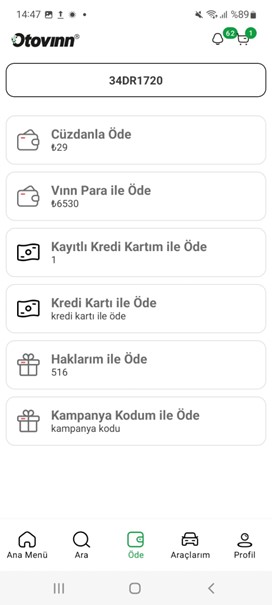 14:47 %89
Otovinn®
62 1
34DR1720
Cüzdanla Öde
₺29
Vınn Para ile Öde
₺6530
Kayıtlı Kredi Kartım ile Öde
1
Kredi Kartı ile Öde
kredi kartı ile öde
Haklarım ile Öde
516
Kampanya Kodum ile Öde
kampanya kodu
Ana Menü Ara Öde Araçlarım Profil